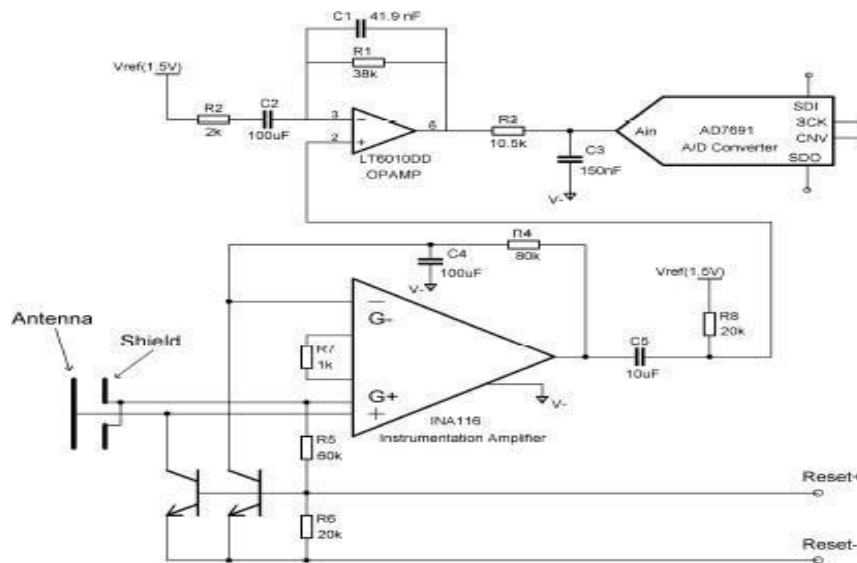 C1 41.9 nF
R1
38k
Vref(1.5V)
R2
2k
C2
100uF
3
2
6
LT6010DD
.OPAMP
R3
10.5k
C3
150nF
V-
Ain
AD7691
A/D Converter
SDI
SCK
CNV
SDO
R4
80k
C4
100uF
V-
Vref(1.5V)
R8
20k
C5
10uF
Antenna
Shield
G-
R7
1k
G+
INA116
Instrumentation Amplifier
V-
R5
60k
R6
20k
Reset+
Reset-